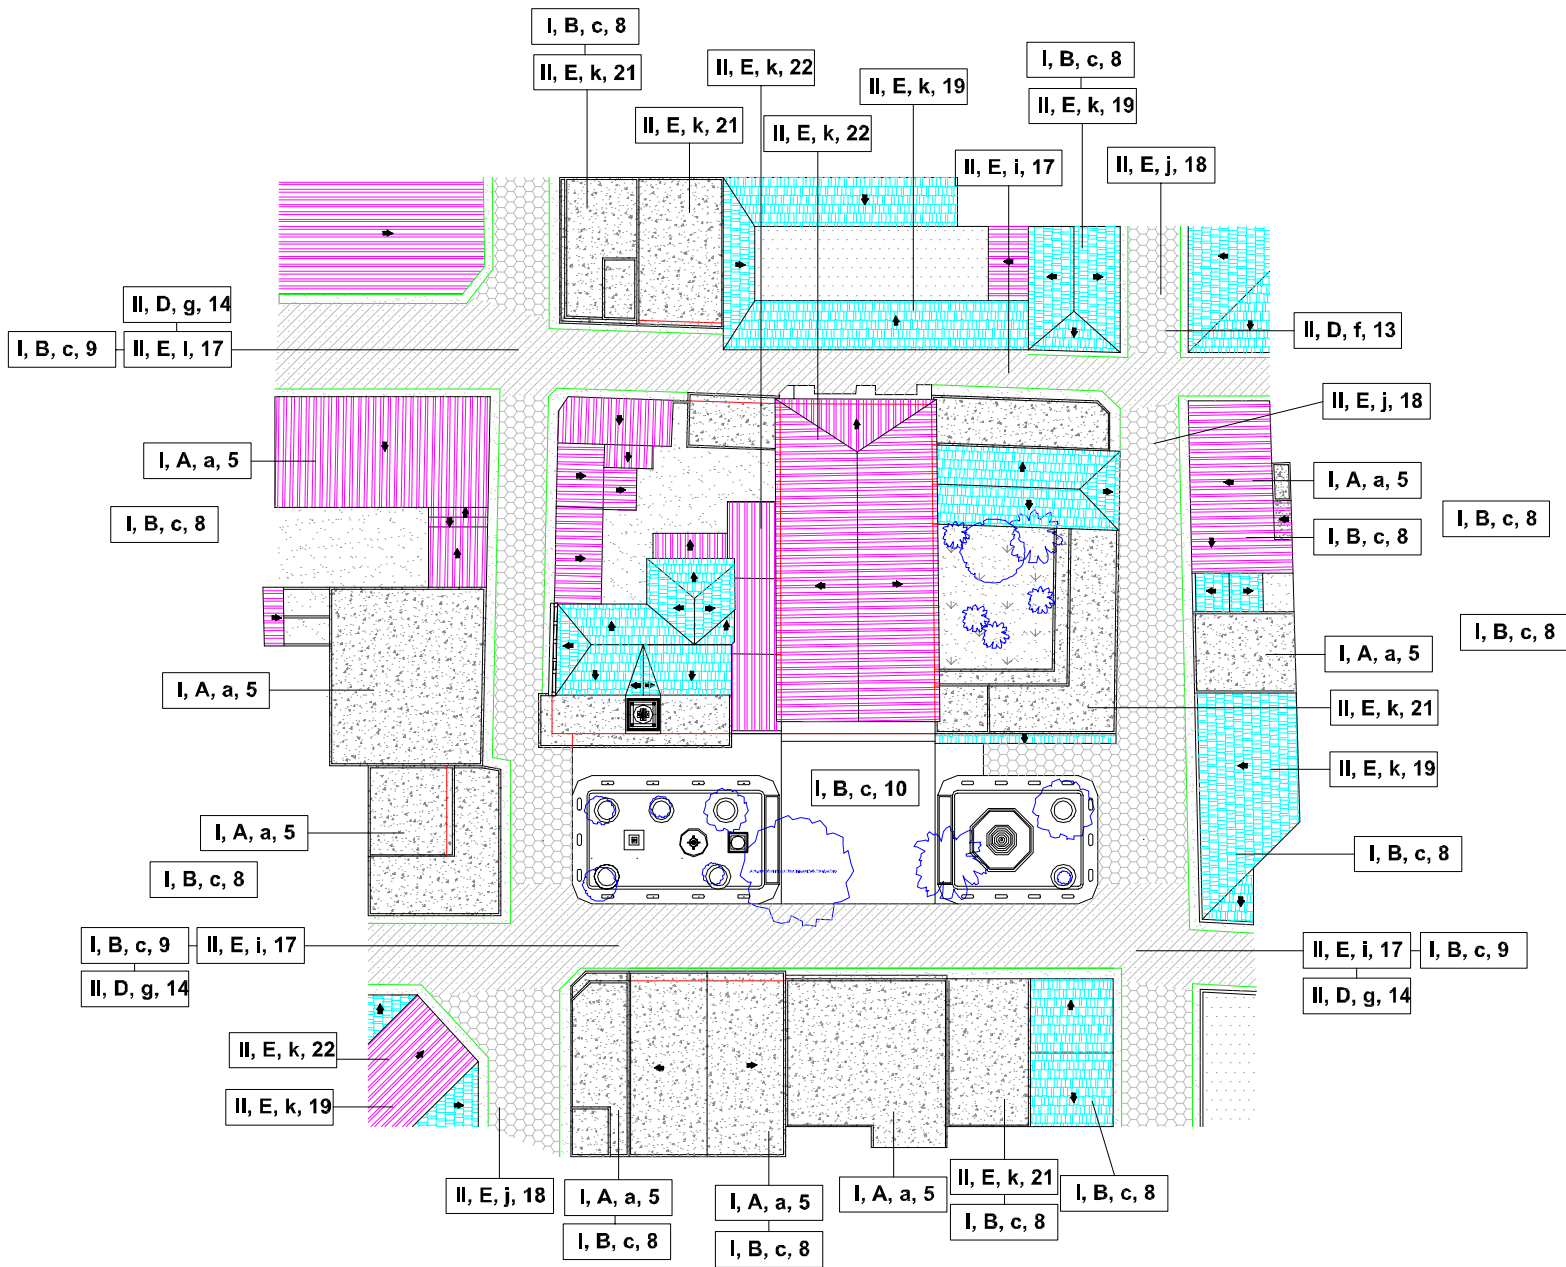 I, B, c, 8
II, E, k, 21
II, E, k, 22
II, E, k, 19
I, B, c, 8
II, E, k, 19
II, E, k, 21
II, E, k, 22
II, E, i, 17
II, E, j, 18
II, D, g, 14
I, B, c, 9
II, E, I, 17
II, D, f, 13
II, E, j, 18
I, A, a, 5
I, A, a, 5
I, B, c, 8
I, B, c, 8
I, B, c, 8
I, B, c, 8
I, A, a, 5
I, A, a, 5
II, E, k, 21
II, E, k, 19
I, B, c, 10
I, A, a, 5
I, B, c, 8
I, B, c, 8
I, B, c, 9
II, E, i, 17
II, D, g, 14
II, E, i, 17
I, B, c, 9
II, D, g, 14
II, E, k, 22
II, E, k, 19
II, E, j, 18
I, A, a, 5
I, B, c, 8
I, A, a, 5
I, B, c, 8
I, A, a, 5
II, E, k, 21
I, B, c, 8
I, B, c, 8